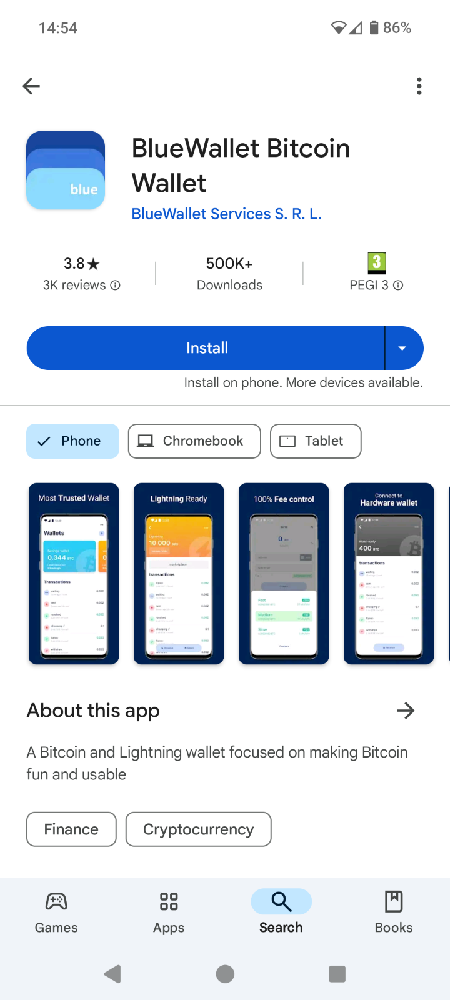 14:54
86%
blue
BlueWallet Bitcoin
Wallet
BlueWallet Services S. R. L.
3.8★
3K reviews
500K+
Downloads
3
PEGI 3
Install
Install on phone. More devices available.
Phone
Chromebook
Tablet
Most Trusted Wallet
Wallets
0.344 BTC
Transactions
Lightning Ready
10 000
marketplace
transactions
100% Fee control
0 BTC
Fast
Medium
Slow
Connect to
Hardware wallet
400 BTC
transactions
About this app
A Bitcoin and Lightning wallet focused on making Bitcoin
fun and usable
Finance
Cryptocurrency
Games
Apps
Search
Books